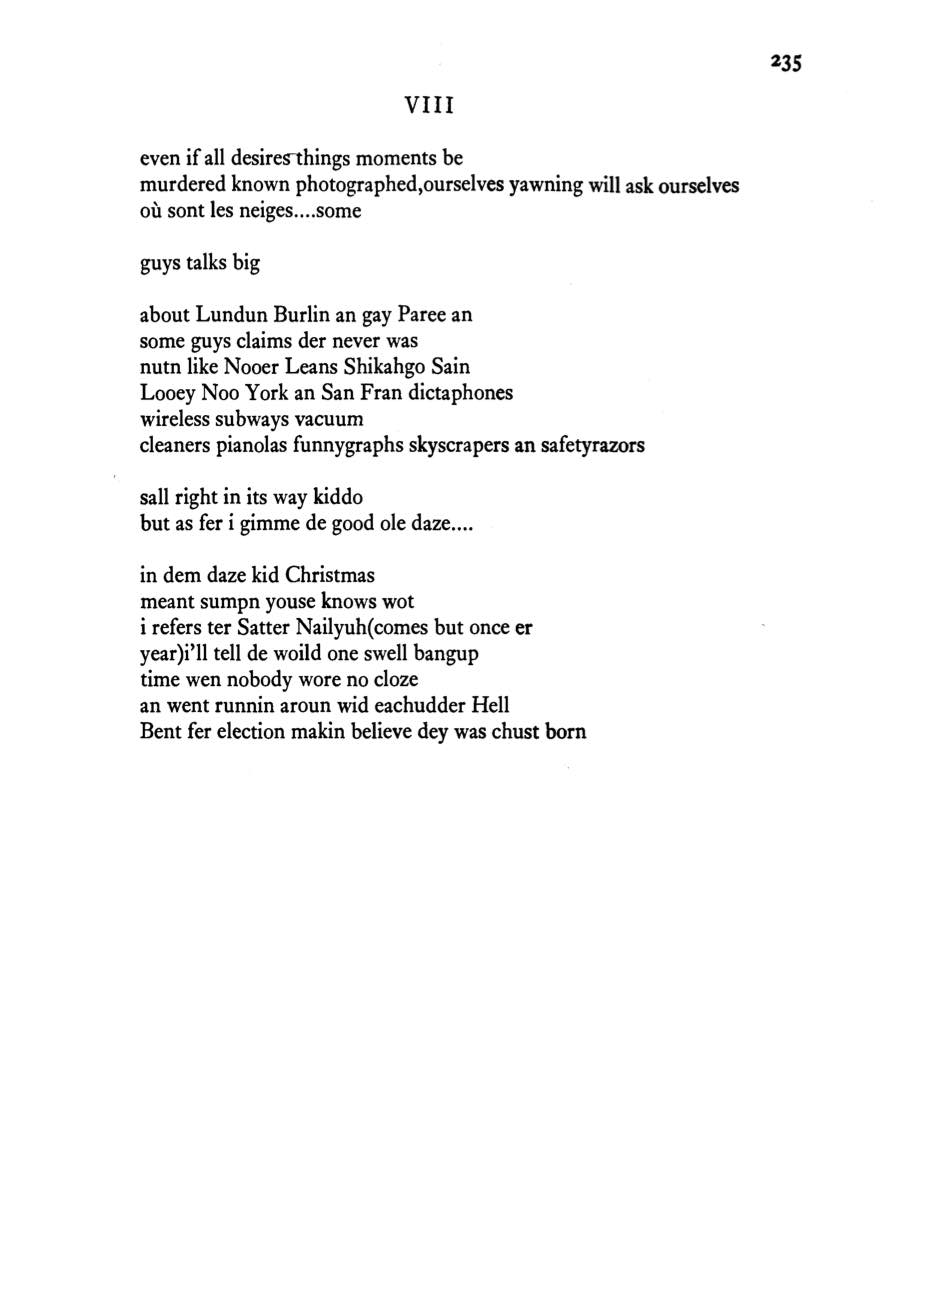 235
VIII
even if all desires things moments be
murdered known photographed,ourselves yawning will ask ourselves
où sont les neiges....some
guys talks big
about Lundun Burlin an gay Paree an
some guys claims der never was
nutn like Nooer Leans Shikahgo Sain
Looey Noo York an San Fran dictaphones
wireless subways vacuum
cleaners pianolas funnygraphs skyscrapers an safetyrazors
sall right in its way kiddo
but as fer i gimme de good ole daze....
in dem daze kid Christmas
meant sumpn youse knows wot
i refers ter Satter Nailyuh(comes but once er
year)i'll tell de woild one swell bangup
time wen nobody wore no cloze
an went runnin aroun wid eachudder Hell
Bent fer election makin believe dey was chust born